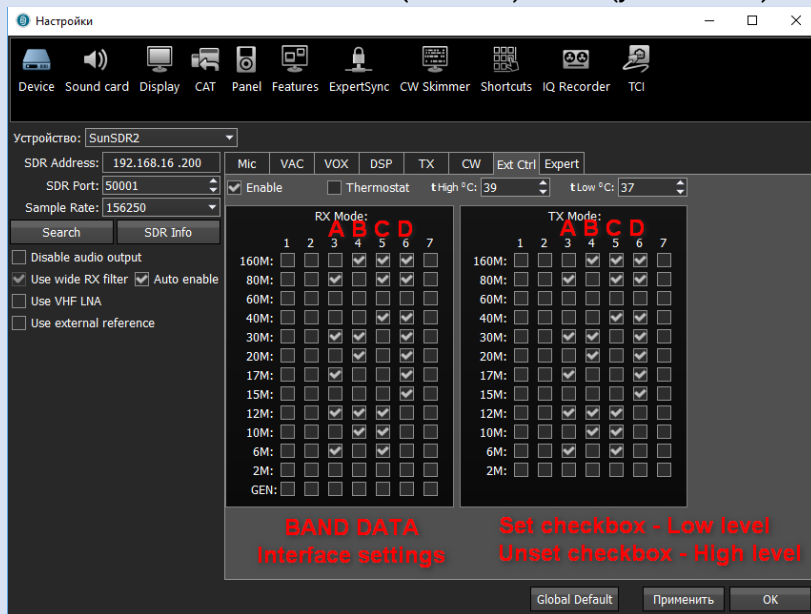 Настройки
Device Sound card Display CAT Panel Features ExpertSync CW Skimmer Shortcuts IQ Recorder TCI
Устройство: SunSDR2
SDR Address: 192.168.16 .200
SDR Port: 50001
Sample Rate: 156250
Search SDR Info
Disable audio output
Use wide RX filter Auto enable
Use VHF LNA
Use external reference
Mic VAC VOX DSP TX CW Ext Ctrl Expert
Enable Thermostat t High °C: 39 t Low °C: 37
RX Mode:
A B C D
1 2 3 4 5 6 7
160M:
80M:
60M:
40M:
30M:
20M:
17M:
15M:
12M:
10M:
6M:
2M:
GEN:
TX Mode:
A B C D
1 2 3 4 5 6 7
160M:
80M:
60M:
40M:
30M:
20M:
17M:
15M:
12M:
10M:
6M:
2M:
BAND DATA
Interface settings
Set checkbox - Low level
Unset checkbox - High level
Global Default Применить OK